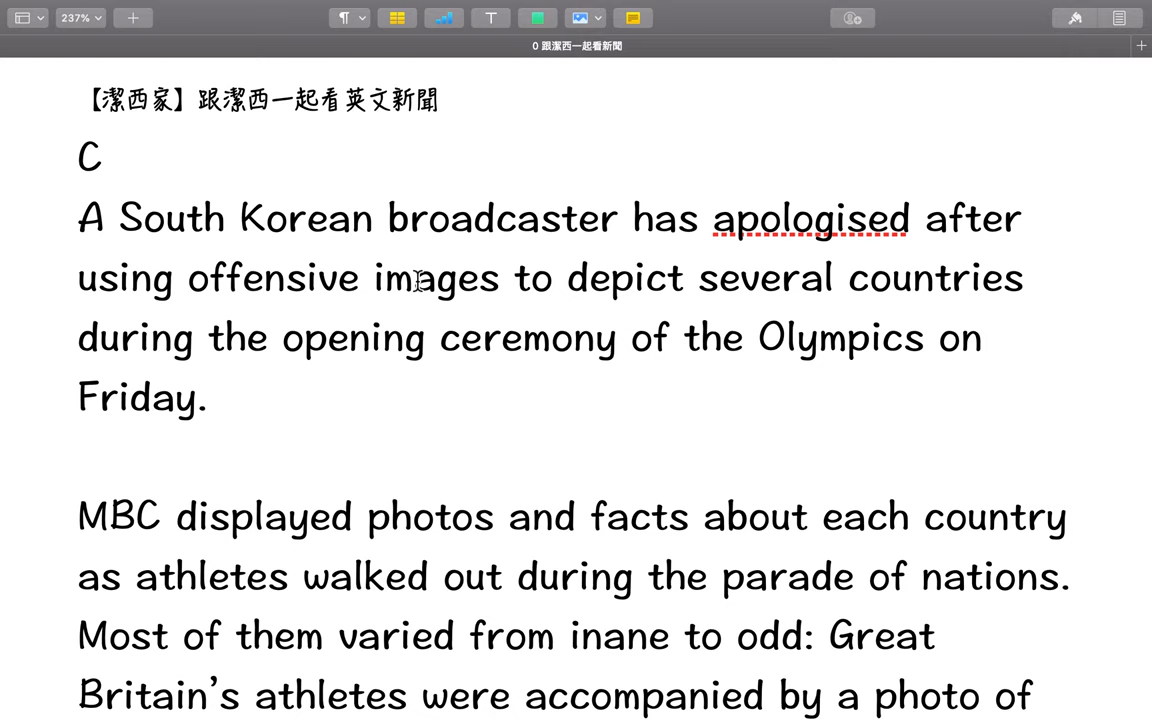 237%
0 跟潔西一起看新聞
【潔西家】跟潔西一起看英文新聞
C
A South Korean broadcaster has apologised after
using offensive images to depict several countries
during the opening ceremony of the Olympics on
Friday.
MBC displayed photos and facts about each country
as athletes walked out during the parade of nations.
Most of them varied from inane to odd: Great
Britain’s athletes were accompanied by a photo of